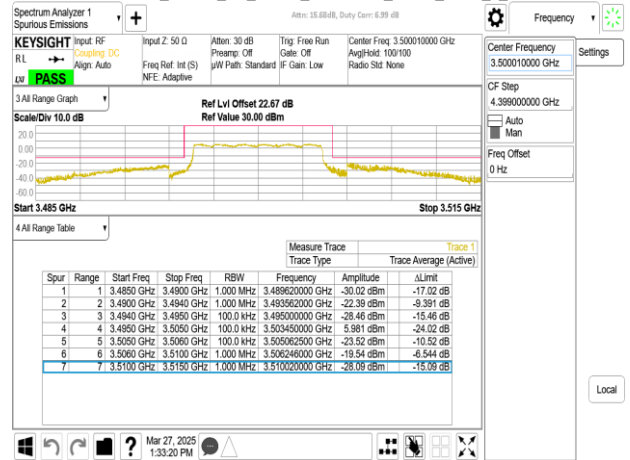 Attn: 15.68dB, Duty Corr: 6.99 dB
Spectrum Analyzer 1
Spurious Emissions
Frequency
KEYSIGHT Input: RF Input Z: 50 Ω Atten: 30 dB Trig: Free Run Center Freq: 3.500010000 GHz
RL Coupling: DC Preamp: Off Gate: Off Avg|Hold: 100/100
Align: Auto Freq Ref: Int (S) µW Path: Standard IF Gain: Low Radio Std: None
NFE: Adaptive
PASS
Center Frequency
3.500010000 GHz
Settings
CF Step
4.399000000 GHz
Auto
Man
Freq Offset
0 Hz
3 All Range Graph
Ref Lvl Offset 22.67 dB
Scale/Div 10.0 dB Ref Value 30.00 dBm
20.0
0.00
-20.0
-40.0
-60.0
Start 3.485 GHz Stop 3.515 GHz
4 All Range Table
Measure Trace Trace 1
Trace Type Trace Average (Active)
Spur Range Start Freq Stop Freq RBW Frequency Amplitude ΔLimit
1 1 3.4850 GHz 3.4900 GHz 1.000 MHz 3.489620000 GHz -30.02 dBm -17.02 dB
2 2 3.4900 GHz 3.4940 GHz 1.000 MHz 3.493562000 GHz -22.39 dBm -9.391 dB
3 3 3.4940 GHz 3.4950 GHz 100.0 kHz 3.495000000 GHz -28.46 dBm -15.46 dB
4 4 3.4950 GHz 3.5050 GHz 100.0 kHz 3.503450000 GHz 5.981 dBm -24.02 dB
5 5 3.5050 GHz 3.5060 GHz 100.0 kHz 3.505062500 GHz -23.52 dBm -10.52 dB
6 6 3.5060 GHz 3.5100 GHz 1.000 MHz 3.506246000 GHz -19.54 dBm -6.544 dB
7 7 3.5100 GHz 3.5150 GHz 1.000 MHz 3.510020000 GHz -28.09 dBm -15.09 dB
Local
Mar 27, 2025
1:33:20 PM